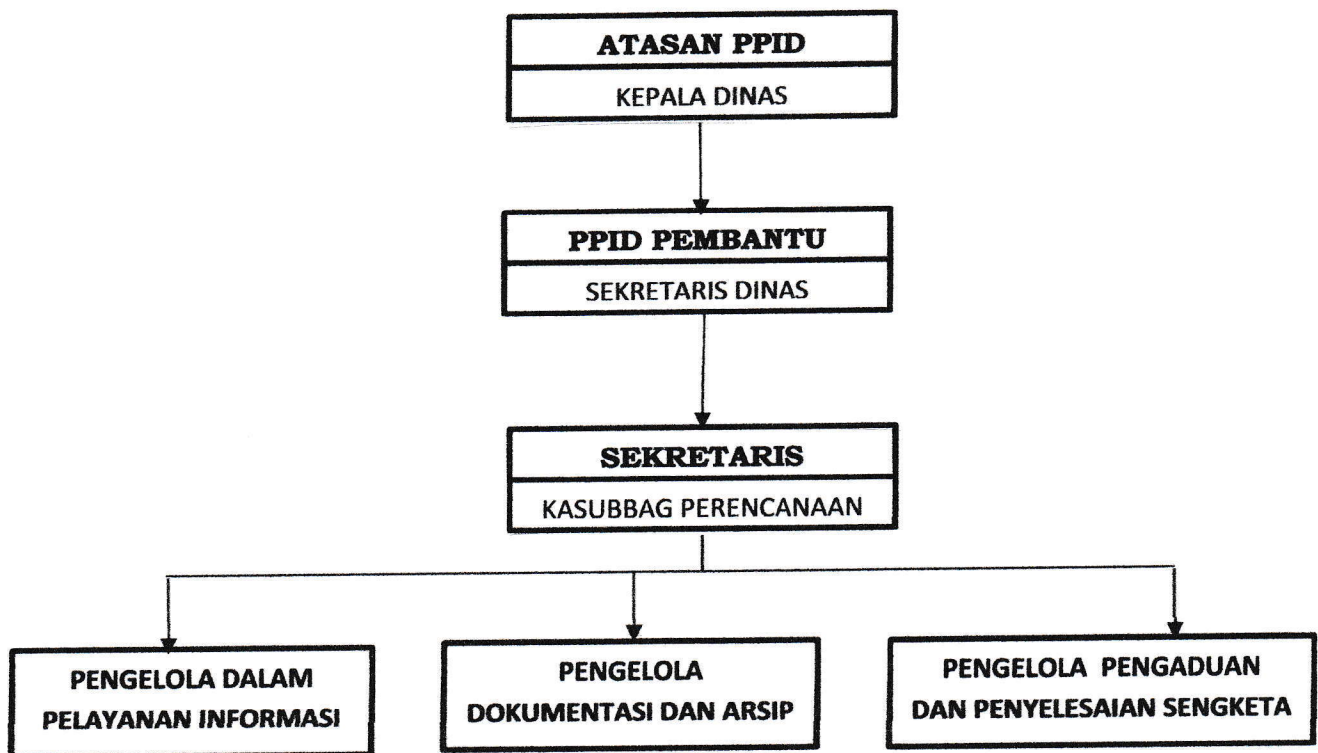 ATASAN PPID
KEPALA DINAS
PPID PEMBANTU
SEKRETARIS DINAS
SEKRETARIS
KASUBBAG PERENCANAAN
PENGELOLA DALAM
PELAYANAN INFORMASI
PENGELOLA
DOKUMENTASI DAN ARSIP
PENGELOLA PENGADUAN
DAN PENYELESAIAN SENGKETA